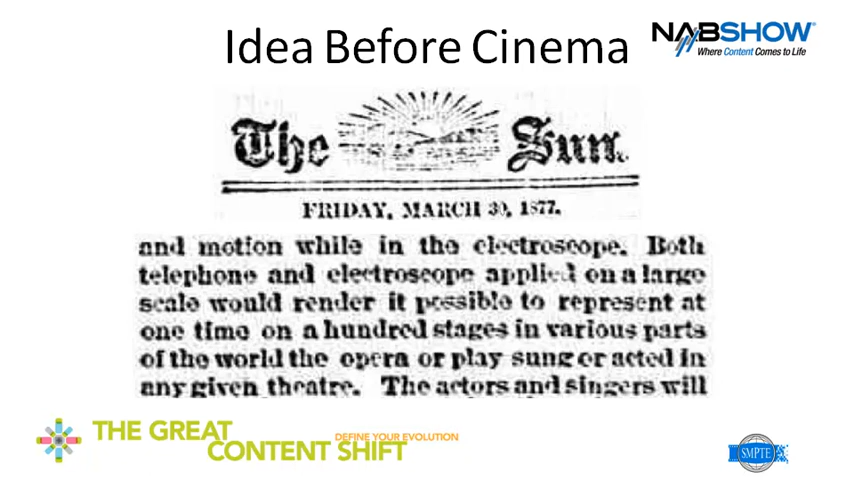 Idea Before Cinema
NABSHOW®
Where Content Comes to Life
The Sun.
FRIDAY, MARCH 30, 1877.
and motion while in the electroscope. Both
telephone and electroscope applied on a large
scale would render it possible to represent at
one time on a hundred stages in various parts
of the world the opera or play sung or acted in
any given theatre. The actors and singers will
THE GREAT
CONTENT SHIFT
DEFINE YOUR EVOLUTION
SMPTE